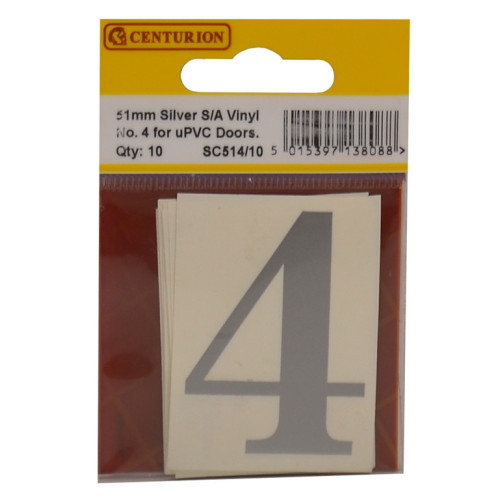 CENTURION
51mm Silver S/A Vinyl
No. 4 for uPVC Doors.
Qty: 10 SC514/10
5 015397 138088 >
4